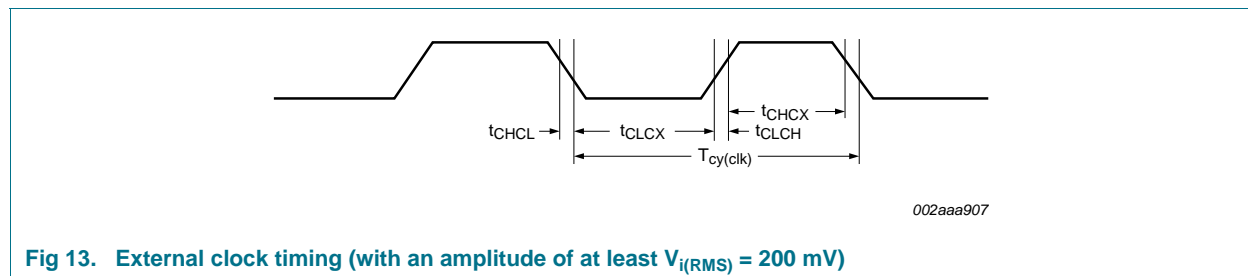 tCHCX
tCHCL tCLCX tCLCH
Tcy(clk)
002aaa907
Fig 13. External clock timing (with an amplitude of at least Vi(RMS) = 200 mV)